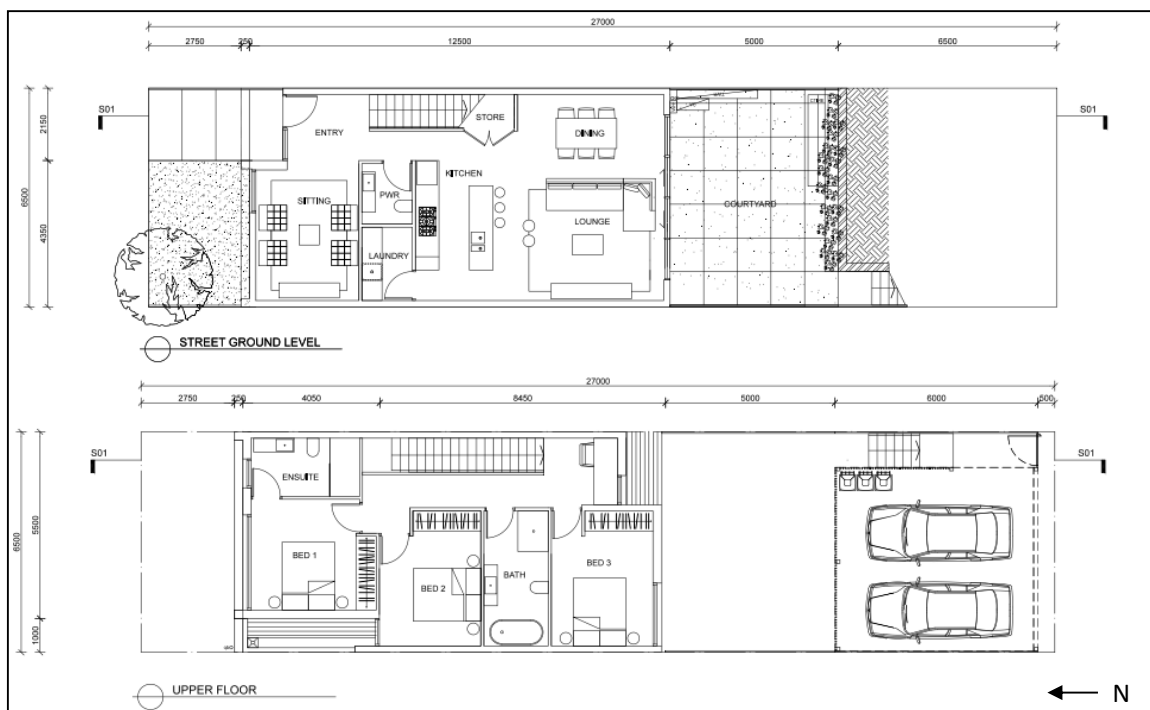 27000
2750 250 12500 5000 6500
S01 S01
2150
6500
4350
ENTRY
STORE
DINING
KITCHEN
PWR
SITTING
LOUNGE
COURTYARD
LAUNDRY
STREET GROUND LEVEL
27000
2750 250 4050 8450 5000 6000 500
S01 S01
6500
5500
1000
ENSUITE
BED 1
BED 2
BATH
BED 3
UPPER FLOOR
N